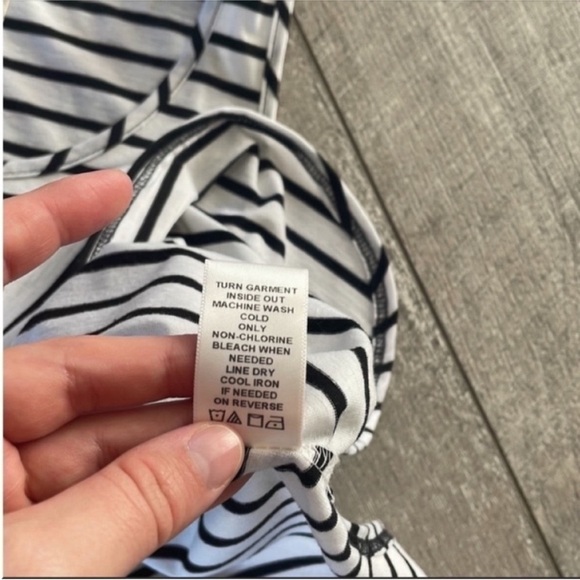 TURN GARMENT
INSIDE OUT
MACHINE WASH
COLD
ONLY
NON-CHLORINE
BLEACH WHEN
NEEDED
LINE DRY
COOL IRON
IF NEEDED
ON REVERSE